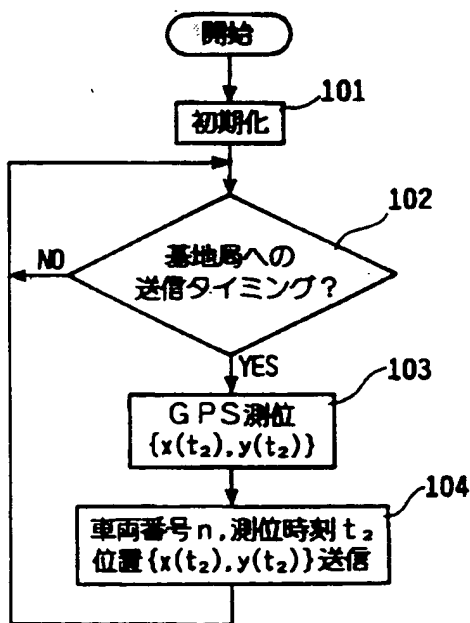 開始
101
初期化
102
基地局への
送信タイミング?
NO
YES
103
GPS測位
{x(t₂),y(t₂)}
104
車両番号n,測位時刻t₂
位置{x(t₂),y(t₂)}送信